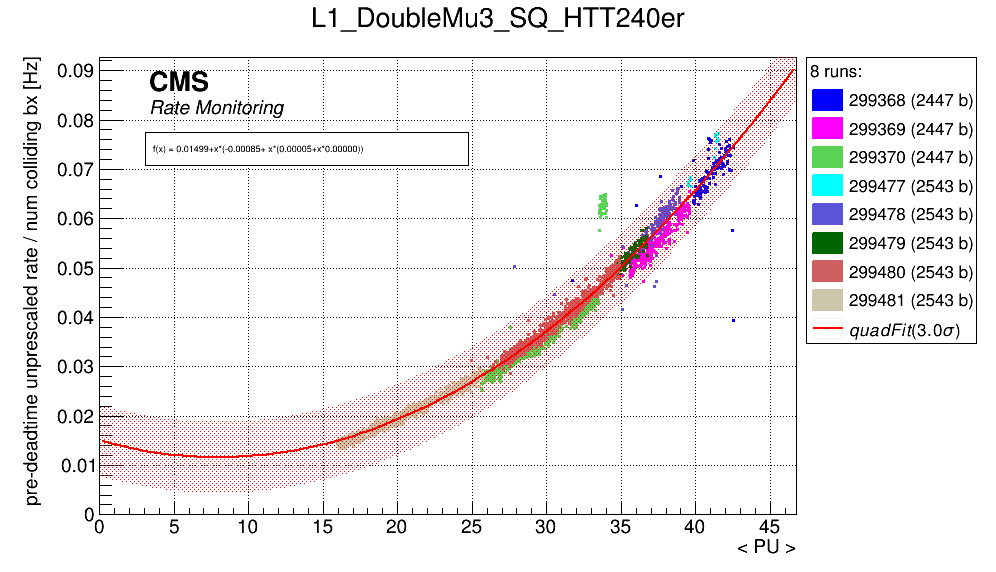 L1_DoubleMu3_SQ_HTT240er
pre-deadtime unprescaled rate / num colliding bx [Hz]
0.09
0.08
0.07
0.06
0.05
0.04
0.03
0.02
0.01
0
CMS
Rate Monitoring
f(x) = 0.01499+x*(-0.00085+ x*(0.00005+x*0.00000))
0 5 10 15 20 25 30 35 40 45
< PU >
8 runs:
299368 (2447 b)
299369 (2447 b)
299370 (2447 b)
299477 (2543 b)
299478 (2543 b)
299479 (2543 b)
299480 (2543 b)
299481 (2543 b)
quadFit(3.0σ)